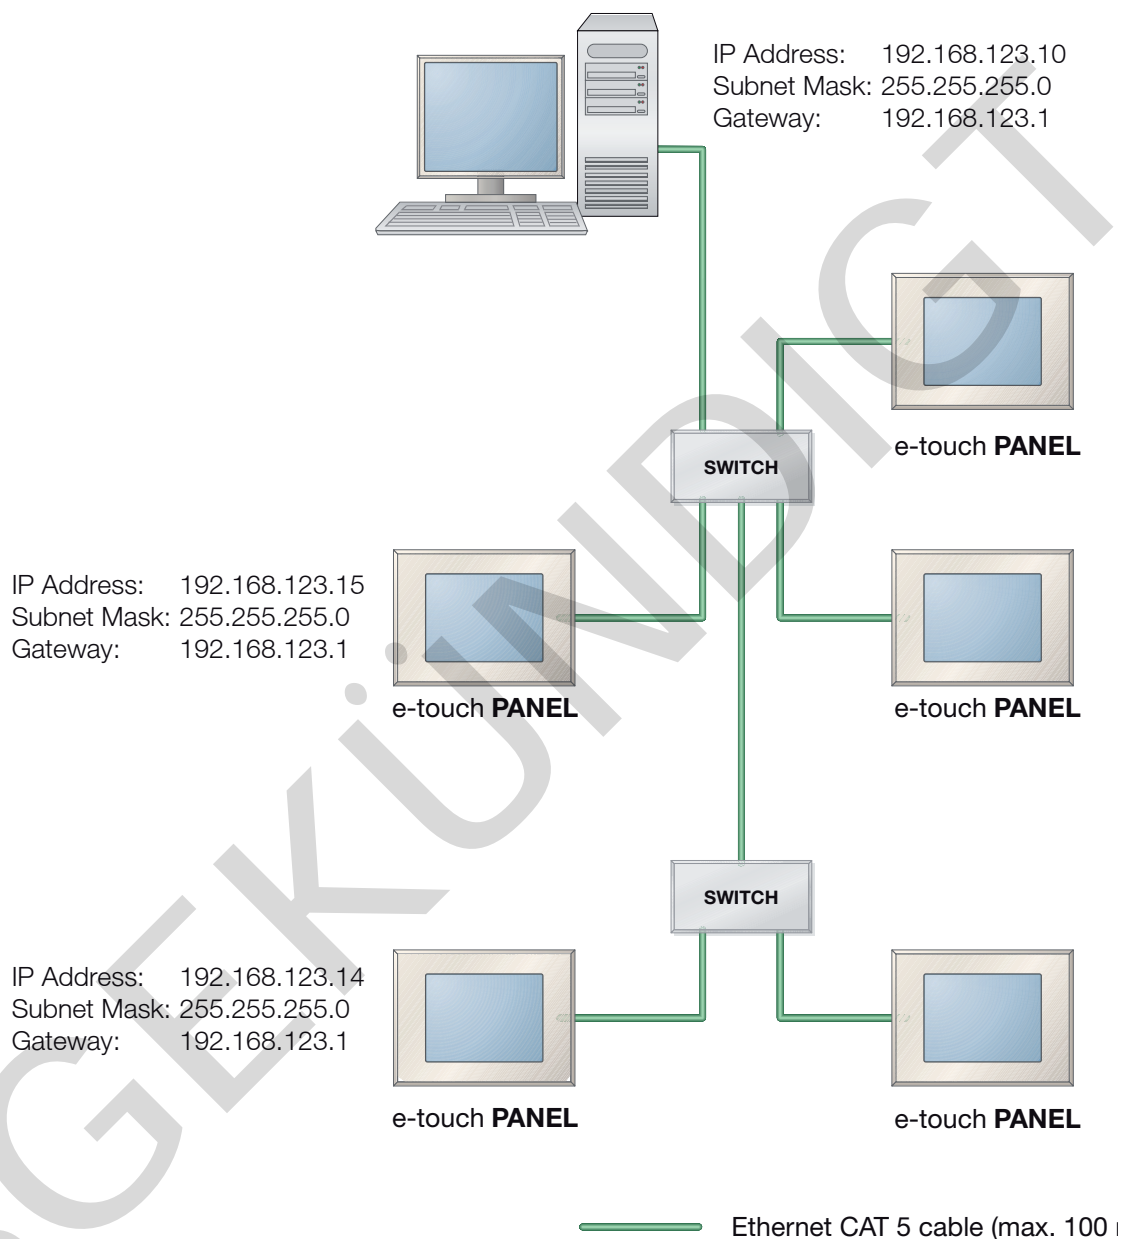 IP Address: 192.168.123.10
Subnet Mask: 255.255.255.0
Gateway: 192.168.123.1
e-touch PANEL
SWITCH
IP Address: 192.168.123.15
Subnet Mask: 255.255.255.0
Gateway: 192.168.123.1
e-touch PANEL
e-touch PANEL
SWITCH
IP Address: 192.168.123.14
Subnet Mask: 255.255.255.0
Gateway: 192.168.123.1
e-touch PANEL
e-touch PANEL
Ethernet CAT 5 cable (max. 100
GEKÜNDIGT